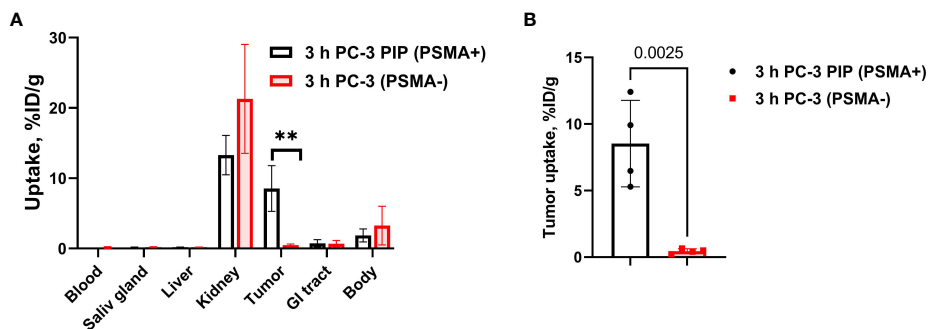 A
Uptake, %ID/g
30
20
10
0
3 h PC-3 PIP (PSMA+)
3 h PC-3 (PSMA-)
**
Blood
Saliv gland
Liver
Kidney
Tumor
GI tract
Body
B
Tumor uptake, %ID/g
15
10
5
0
0.0025
3 h PC-3 PIP (PSMA+)
3 h PC-3 (PSMA-)